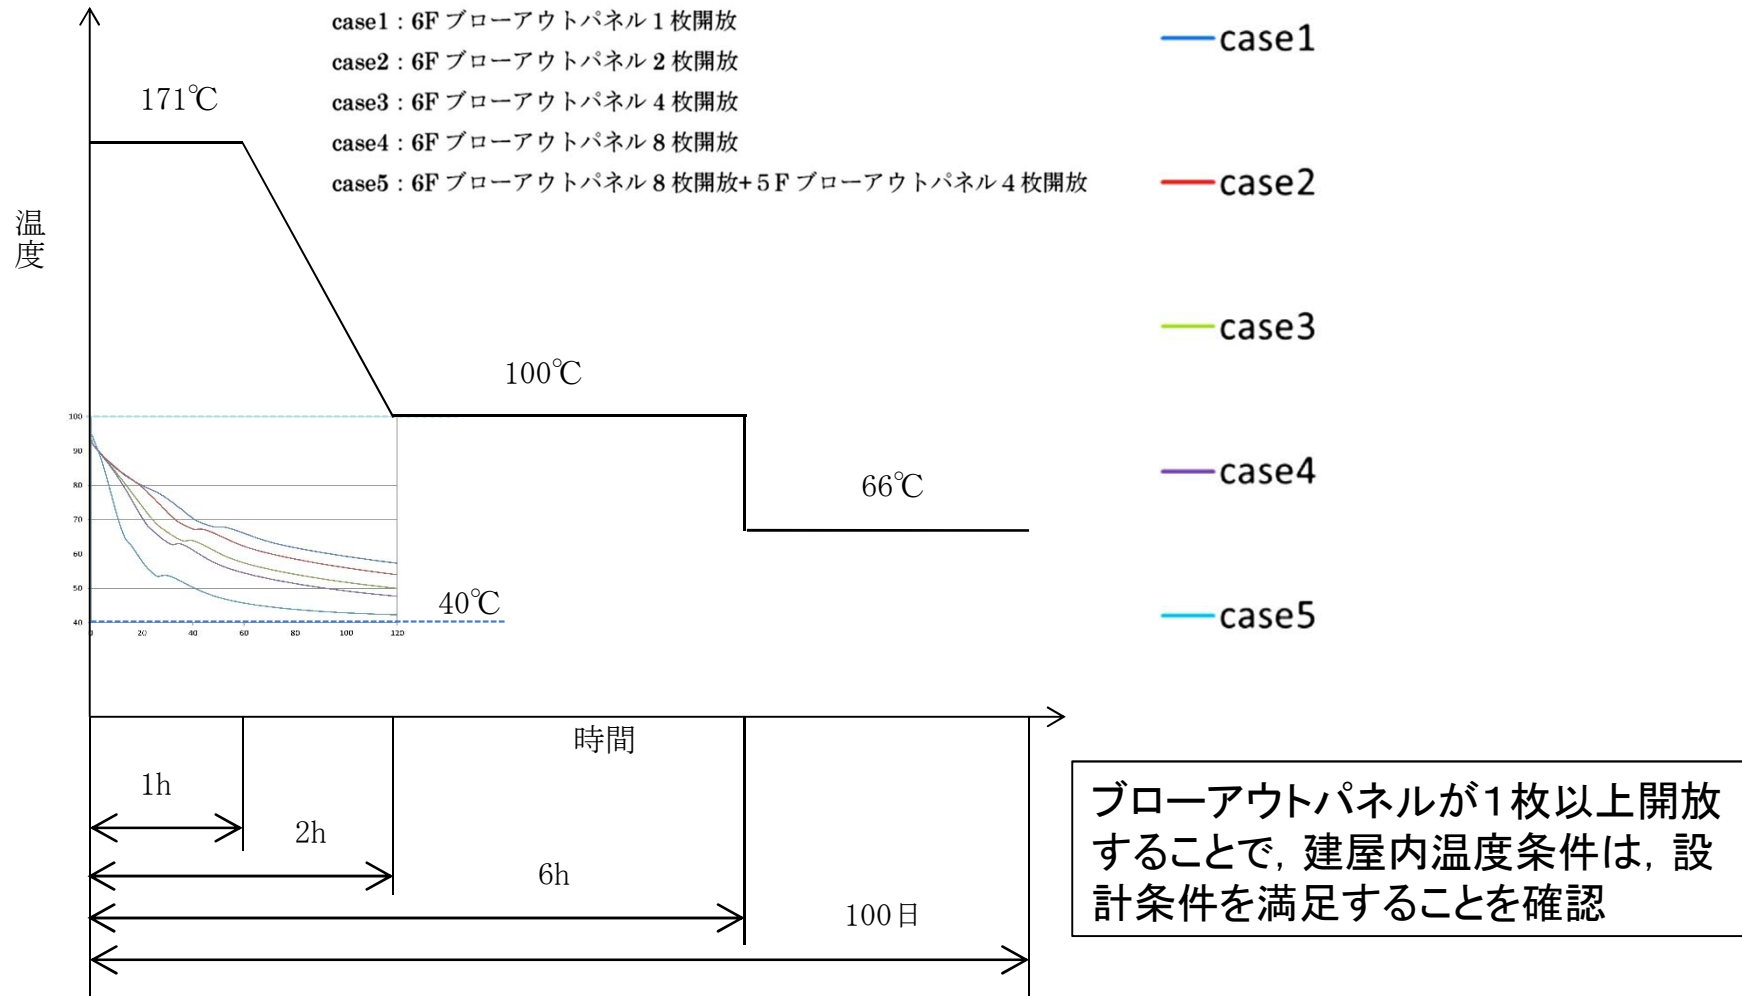 case1：6F ブローアウトパネル 1 枚開放
case2：6F ブローアウトパネル 2 枚開放
case3：6F ブローアウトパネル 4 枚開放
case4：6F ブローアウトパネル 8 枚開放
case5：6F ブローアウトパネル 8 枚開放+５F ブローアウトパネル４枚開放
case1
case2
case3
case4
case5
温度
171℃
100℃
66℃
40℃
100
90
80
70
60
50
40
0
20
40
60
80
100
120
時間
1h
2h
6h
100日
ブローアウトパネルが１枚以上開放
することで，建屋内温度条件は，設
計条件を満足することを確認